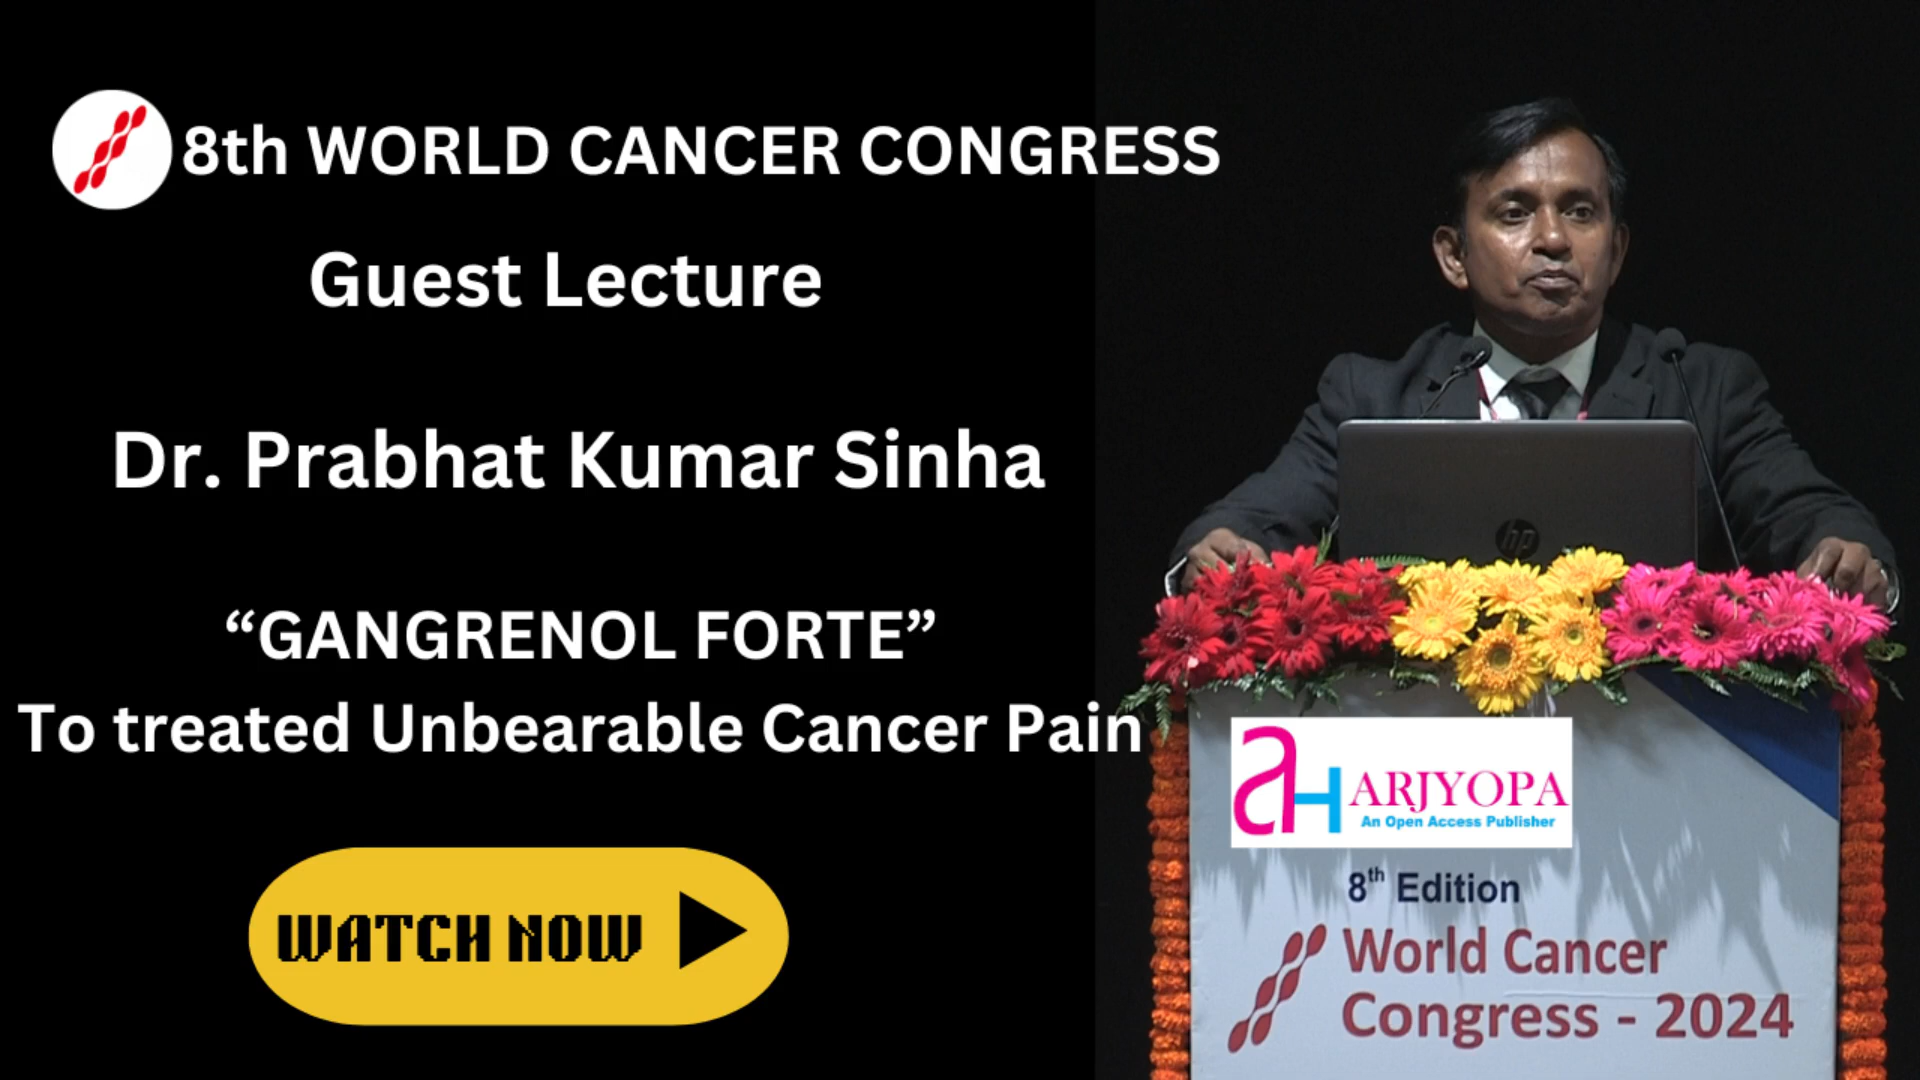 8th WORLD CANCER CONGRESS
Guest Lecture
Dr. Prabhat Kumar Sinha
“GANGRENOL FORTE”
To treated Unbearable Cancer Pain
WATCH NOW
hp
AH ARJYOPA
An Open Access Publisher
8th Edition
World Cancer
Congress - 2024